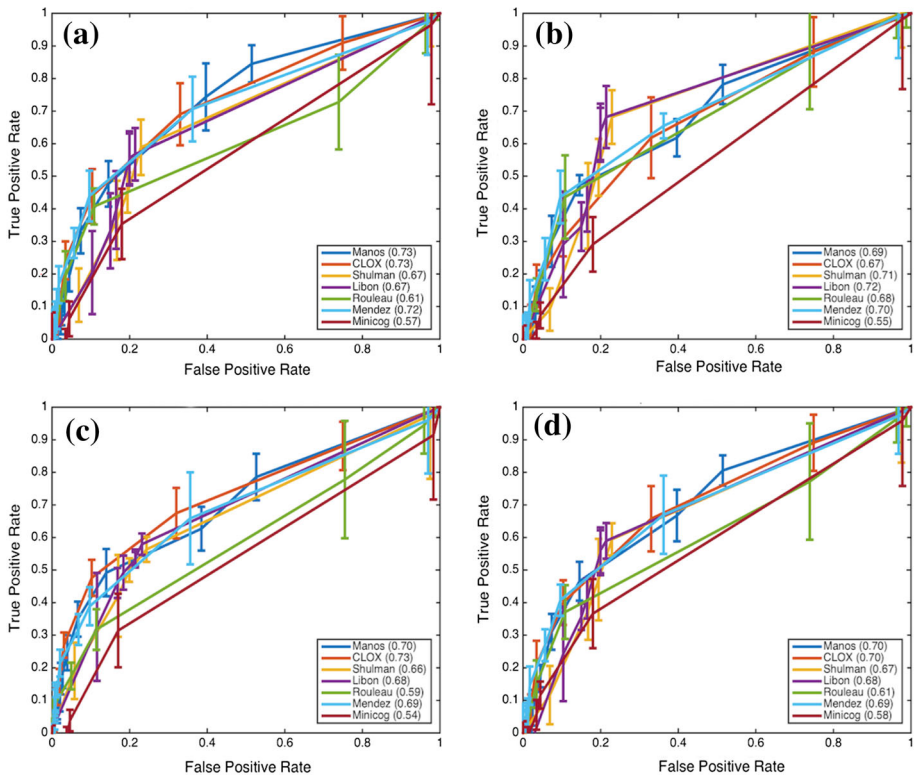 (a)
1
0.9
0.8
0.7
0.6
0.5
0.4
0.3
0.2
0.1
0
True Positive Rate
Manos (0.73)
CLOX (0.73)
Shulman (0.67)
Libon (0.67)
Rouleau (0.61)
Mendez (0.72)
Minicog (0.57)
0 0.2 0.4 0.6 0.8 1
False Positive Rate
(b)
1
0.9
0.8
0.7
0.6
0.5
0.4
0.3
0.2
0.1
0
True Positive Rate
Manos (0.69)
CLOX (0.67)
Shulman (0.71)
Libon (0.72)
Rouleau (0.68)
Mendez (0.70)
Minicog (0.55)
0 0.2 0.4 0.6 0.8 1
False Positive Rate
(c)
1
0.9
0.8
0.7
0.6
0.5
0.4
0.3
0.2
0.1
0
True Positive Rate
Manos (0.70)
CLOX (0.73)
Shulman (0.66)
Libon (0.68)
Rouleau (0.59)
Mendez (0.69)
Minicog (0.54)
0 0.2 0.4 0.6 0.8 1
False Positive Rate
(d)
1
0.9
0.8
0.7
0.6
0.5
0.4
0.3
0.2
0.1
0
True Positive Rate
Manos (0.70)
CLOX (0.70)
Shulman (0.67)
Libon (0.68)
Rouleau (0.61)
Mendez (0.69)
Minicog (0.58)
0 0.2 0.4 0.6 0.8 1
False Positive Rate